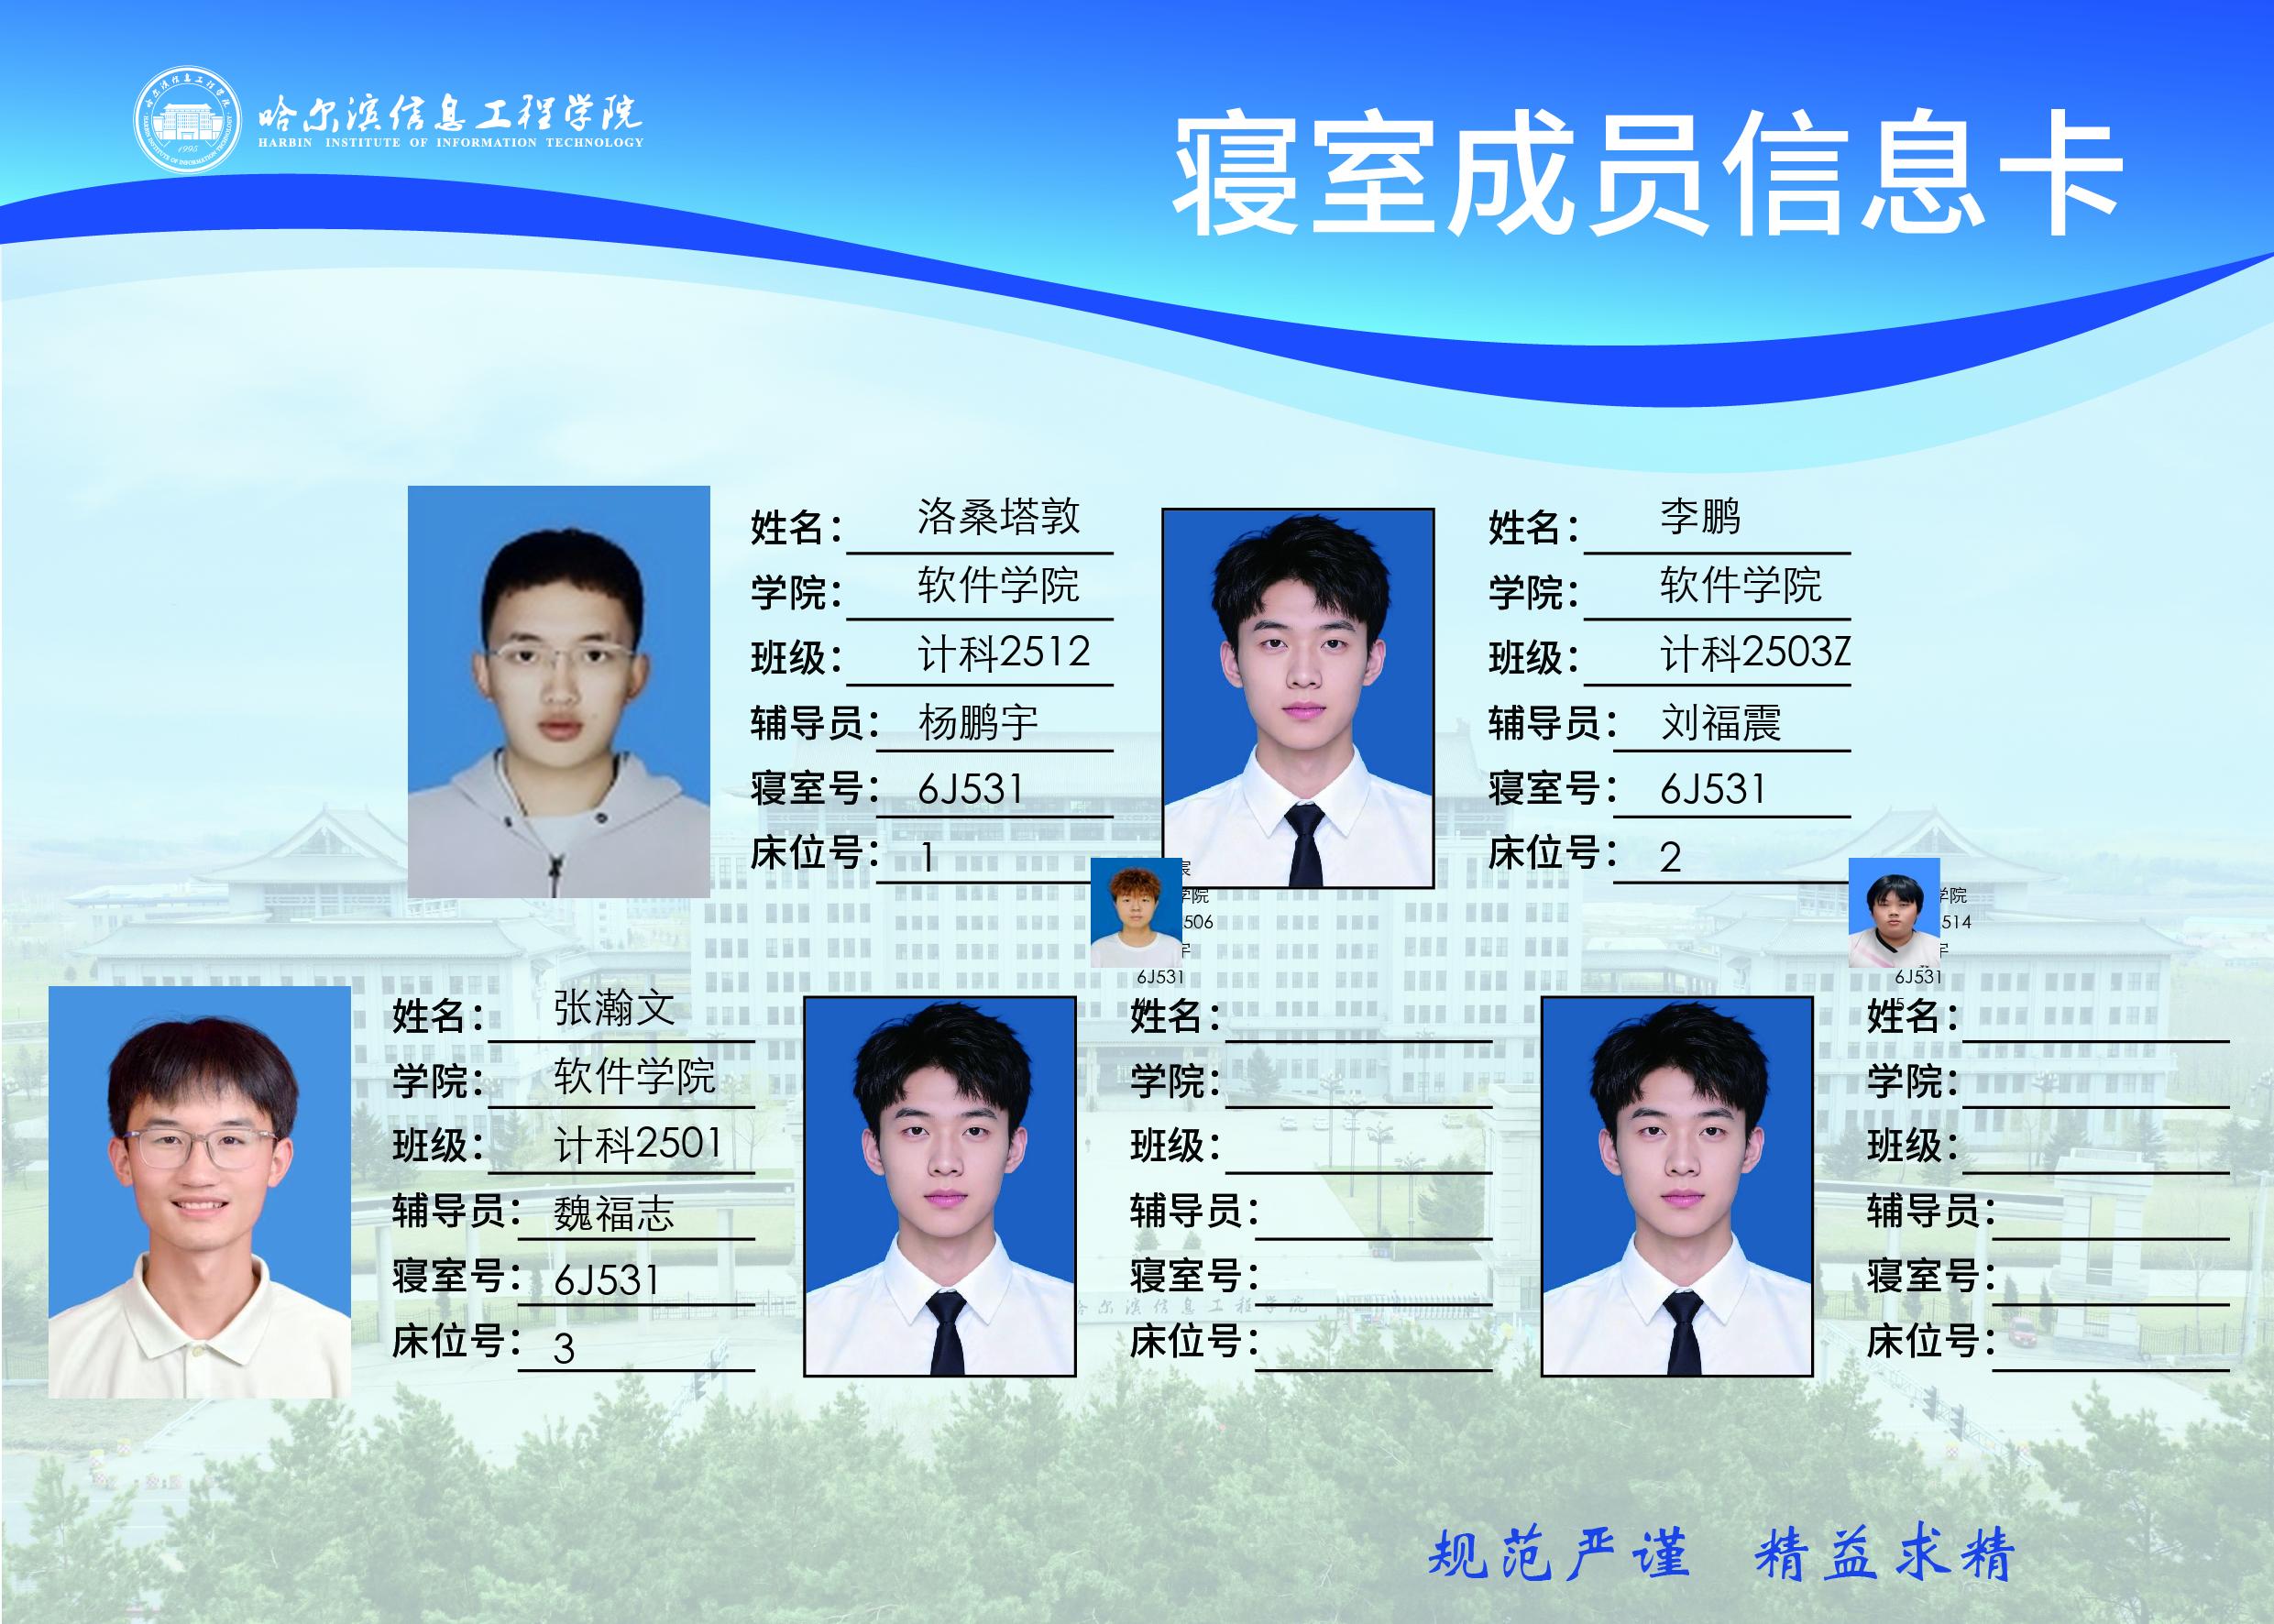 哈尔滨信息工程学院
HARBIN INSTITUTE OF INFORMATION TECHNOLOGY
1995
寝室成员信息卡
姓名： 洛桑塔敦
学院： 软件学院
班级： 计科2512
辅导员： 杨鹏宇
寝室号： 6J531
床位号： 1
姓名： 李鹏
学院： 软件学院
班级： 计科2503Z
辅导员： 刘福震
寝室号： 6J531
床位号： 2
学院
506
宇
6J531
学院
514
宇
6J531
姓名： 张瀚文
学院： 软件学院
班级： 计科2501
辅导员： 魏福志
寝室号： 6J531
床位号： 3
姓名：
学院：
班级：
辅导员：
寝室号：
床位号：
姓名：
学院：
班级：
辅导员：
寝室号：
床位号：
哈尔滨信息工程学院
规范严谨 精益求精